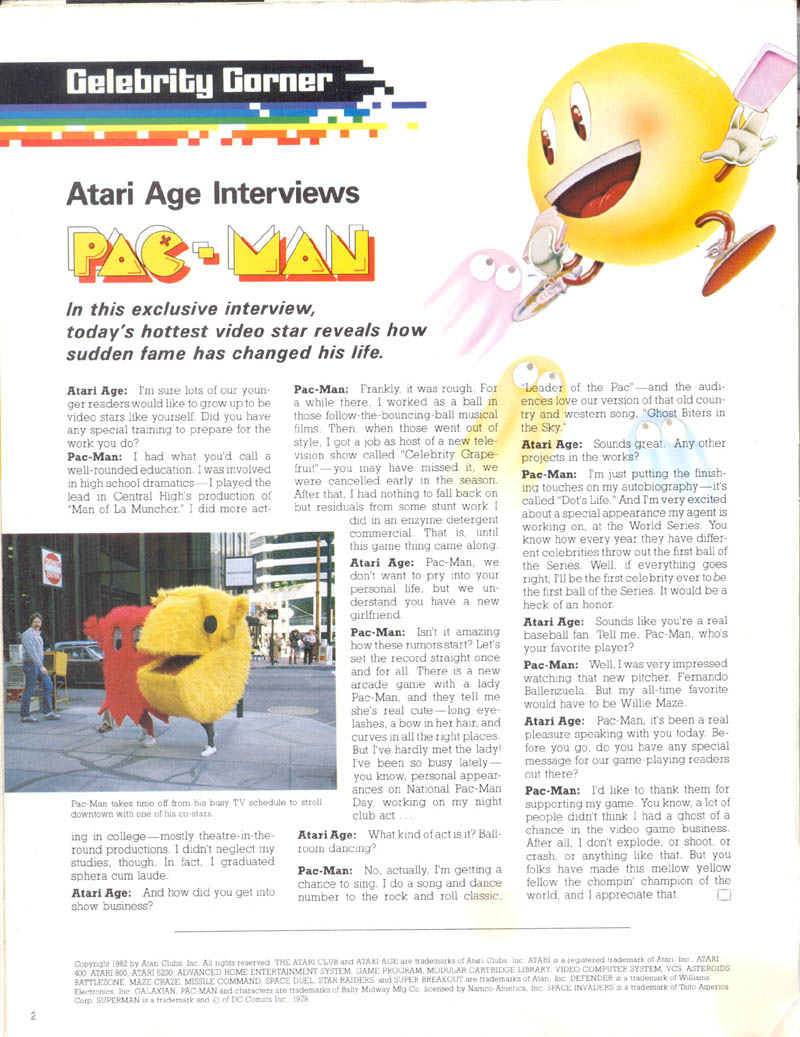 Celebrity Corner
Atari Age Interviews
PAC-MAN
In this exclusive interview,
today's hottest video star reveals how
sudden fame has changed his life.
Atari Age: I'm sure lots of our youn-
ger readers would like to grow up to be
video stars like yourself. Did you have
any special training to prepare for the
work you do?
Pac-Man: I had what you'd call a
well-rounded education. I was involved
in high school dramatics—I played the
lead in Central High's production of
"Man of La Muncher." I did more act-
Pac-Man takes time off from his busy TV schedule to stroll
downtown with one of his co-stars.
ing in college—mostly theatre-in-the-
round productions. I didn't neglect my
studies, though. In fact, I graduated
sphera cum laude.
Atari Age: And how did you get into
show business?
Pac-Man: Frankly, it was rough. For
a while there, I worked as a ball in
those follow-the-bouncing-ball musical
films. Then, when those went out of
style, I got a job as host of a new tele-
vision show called "Celebrity Grape-
fruit"—you may have missed it, we
were cancelled early in the season.
After that, I had nothing to fall back on
but residuals from some stunt work I
did in an enzyme detergent
commercial. That is, until
this game thing came along.
Atari Age: Pac-Man, we
don't want to pry into your
personal life, but we un-
derstand you have a new
girlfriend.
Pac-Man: Isn't it amazing
how these rumors start? Let's
set the record straight once
and for all. There is a new
arcade game with a lady
Pac-Man, and they tell me
she's real cute—long eye-
lashes, a bow in her hair, and
curves in all the right places.
But I've hardly met the lady!
I've been so busy lately—
you know, personal appear-
ances on National Pac-Man
Day, working on my night
club act . . .
Atari Age: What kind of act is it? Ball-
room dancing?
Pac-Man: No, actually, I'm getting a
chance to sing. I do a song and dance
number to the rock and roll classic,
"Leader of the Pac"—and the audi-
ences love our version of that old coun-
try and western song, "Ghost Biters in
the Sky."
Atari Age: Sounds great. Any other
projects in the works?
Pac-Man: I'm just putting the finish-
ing touches on my autobiography—it's
called "Dot's Life." And I'm very excited
about a special appearance my agent is
working on, at the World Series. You
know how every year they have differ-
ent celebrities throw out the first ball of
the Series. Well, if everything goes
right, I'll be the first celebrity ever to be
the first ball of the Series. It would be a
heck of an honor.
Atari Age: Sounds like you're a real
baseball fan. Tell me, Pac-Man, who's
your favorite player?
Pac-Man: Well, I was very impressed
watching that new pitcher, Fernando
Ballenzuela. But my all-time favorite
would have to be Willie Maze.
Atari Age: Pac-Man, it's been a real
pleasure speaking with you today. Be-
fore you go, do you have any special
message for our game-playing readers
out there?
Pac-Man: I'd like to thank them for
supporting my game. You know, a lot of
people didn't think I had a ghost of a
chance in the video game business.
After all, I don't explode, or shoot, or
crash, or anything like that. But you
folks have made this mellow yellow
fellow the chompin' champion of the
world, and I appreciate that.
Copyright 1982 by Atari Clubs, Inc. All rights reserved. THE ATARI CLUB and ATARI AGE are trademarks of Atari Clubs, Inc. ATARI is a registered trademark of Atari, Inc., ATARI
400, ATARI 800, ATARI 5200, ADVANCED HOME ENTERTAINMENT SYSTEM, GAME PROGRAM, MODULAR CARTRIDGE LIBRARY, VIDEO COMPUTER SYSTEM, VCS, ASTEROIDS,
BATTLEZONE, MAZE CRAZE, MISSILE COMMAND, SPACE DUEL, STAR RAIDERS, and SUPER BREAKOUT are trademarks of Atari, Inc. DEFENDER is a trademark of Williams
Electronics, Inc. GALAXIAN, PAC-MAN and characters are trademarks of Bally Midway Mfg Co. licensed by Namco-America, Inc. SPACE INVADERS is a trademark of Taito America
Corp. SUPERMAN is a trademark and © of DC Comics Inc., 1979.
2